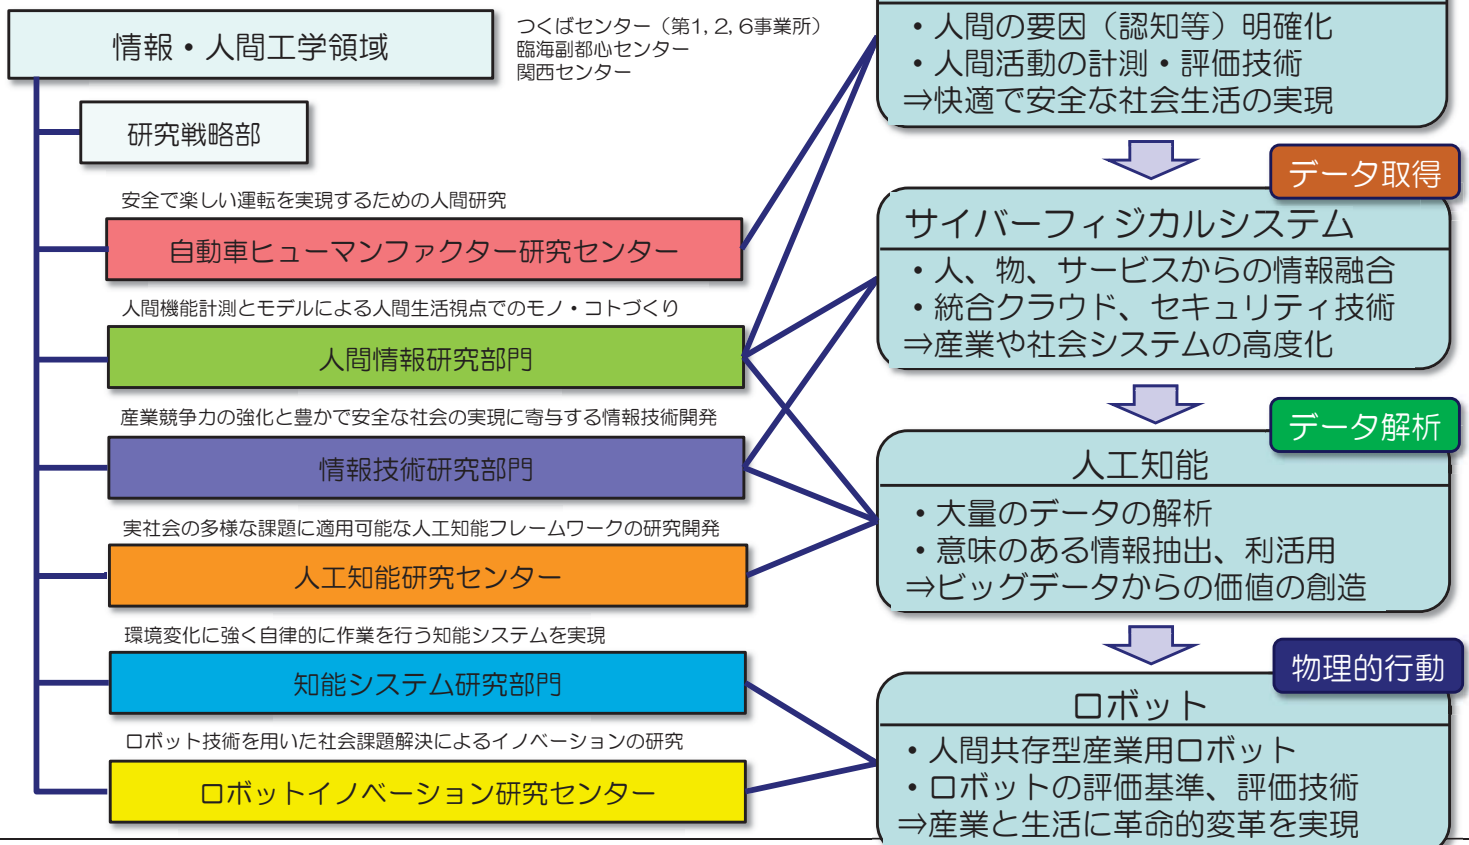 情報・人間工学領域
つくばセンター（第1, 2, 6事業所）
臨海副都心センター
関西センター
研究戦略部
安全で楽しい運転を実現するための人間研究
自動車ヒューマンファクター研究センター
人間機能計測とモデルによる人間生活視点でのモノ・コトづくり
人間情報研究部門
産業競争力の強化と豊かで安全な社会の実現に寄与する情報技術開発
情報技術研究部門
実社会の多様な課題に適用可能な人工知能フレームワークの研究開発
人工知能研究センター
環境変化に強く自律的に作業を行う知能システムを実現
知能システム研究部門
ロボット技術を用いた社会課題解決によるイノベーションの研究
ロボットイノベーション研究センター
・人間の要因（認知等）明確化
・人間活動の計測・評価技術
⇒快適で安全な社会生活の実現
データ取得
サイバーフィジカルシステム
・人、物、サービスからの情報融合
・統合クラウド、セキュリティ技術
⇒産業や社会システムの高度化
データ解析
人工知能
・大量のデータの解析
・意味のある情報抽出、利活用
⇒ビッグデータからの価値の創造
物理的行動
ロボット
・人間共存型産業用ロボット
・ロボットの評価基準、評価技術
⇒産業と生活に革命的変革を実現